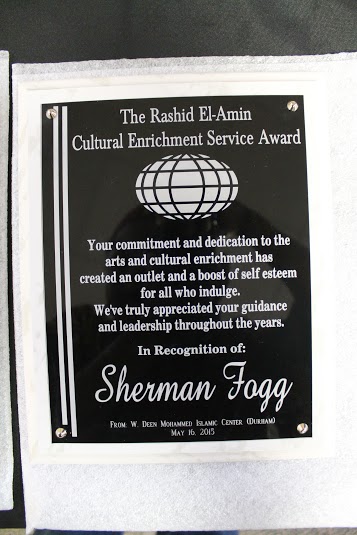 The Rashid El-Amin
Cultural Enrichment Service Award
Your commitment and dedication to the
arts and cultural enrichment has
created an outlet and a boost of self esteem
for all who indulge.
We've truly appreciated your guidance
and leadership throughout the years.
In Recognition of:
Sherman Fogg
From: W. Deen Mohammed Islamic Center (Durham)
May 16, 2015